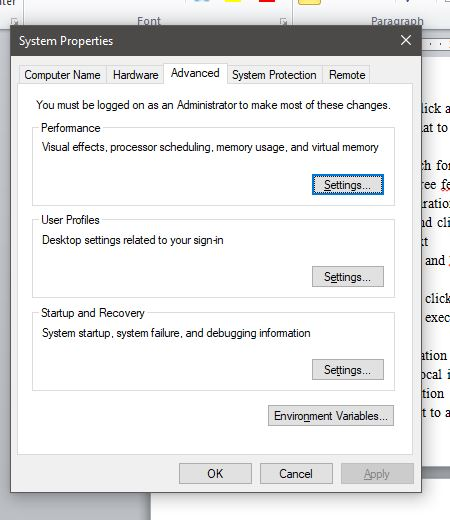 Font
Paragraph
System Properties
Computer Name Hardware Advanced System Protection Remote
You must be logged on as an Administrator to make most of these changes.
Performance
Visual effects, processor scheduling, memory usage, and virtual memory
Settings...
User Profiles
Desktop settings related to your sign-in
Settings...
Startup and Recovery
System startup, system failure, and debugging information
Settings...
Environment Variables...
OK Cancel Apply